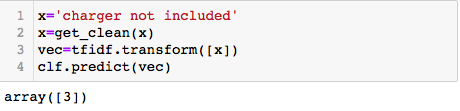 1 x='charger not included'
2 x=get_clean(x)
3 vec=tfidf.transform([x])
4 clf.predict(vec)
array([3])